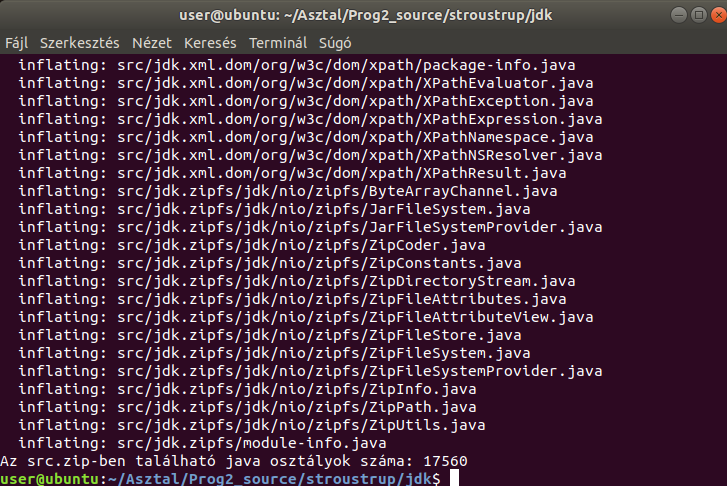 user@ubuntu: ~/Asztal/Prog2_source/stroustrup/jdk
Fájl Szerkesztés Nézet Keresés Terminál Súgó
inflating: src/jdk.xml.dom/org/w3c/dom/xpath/package-info.java
inflating: src/jdk.xml.dom/org/w3c/dom/xpath/XPathEvaluator.java
inflating: src/jdk.xml.dom/org/w3c/dom/xpath/XPathException.java
inflating: src/jdk.xml.dom/org/w3c/dom/xpath/XPathExpression.java
inflating: src/jdk.xml.dom/org/w3c/dom/xpath/XPathNamespace.java
inflating: src/jdk.xml.dom/org/w3c/dom/xpath/XPathNSResolver.java
inflating: src/jdk.xml.dom/org/w3c/dom/xpath/XPathResult.java
inflating: src/jdk.zipfs/jdk/nio/zipfs/ByteArrayChannel.java
inflating: src/jdk.zipfs/jdk/nio/zipfs/JarFileSystem.java
inflating: src/jdk.zipfs/jdk/nio/zipfs/JarFileSystemProvider.java
inflating: src/jdk.zipfs/jdk/nio/zipfs/ZipCoder.java
inflating: src/jdk.zipfs/jdk/nio/zipfs/ZipConstants.java
inflating: src/jdk.zipfs/jdk/nio/zipfs/ZipDirectoryStream.java
inflating: src/jdk.zipfs/jdk/nio/zipfs/ZipFileAttributes.java
inflating: src/jdk.zipfs/jdk/nio/zipfs/ZipFileAttributeView.java
inflating: src/jdk.zipfs/jdk/nio/zipfs/ZipFileStore.java
inflating: src/jdk.zipfs/jdk/nio/zipfs/ZipFileSystem.java
inflating: src/jdk.zipfs/jdk/nio/zipfs/ZipFileSystemProvider.java
inflating: src/jdk.zipfs/jdk/nio/zipfs/ZipInfo.java
inflating: src/jdk.zipfs/jdk/nio/zipfs/ZipPath.java
inflating: src/jdk.zipfs/jdk/nio/zipfs/ZipUtils.java
inflating: src/jdk.zipfs/module-info.java
Az src.zip-ben található java osztályok száma: 17560
user@ubuntu:~/Asztal/Prog2_source/stroustrup/jdk$